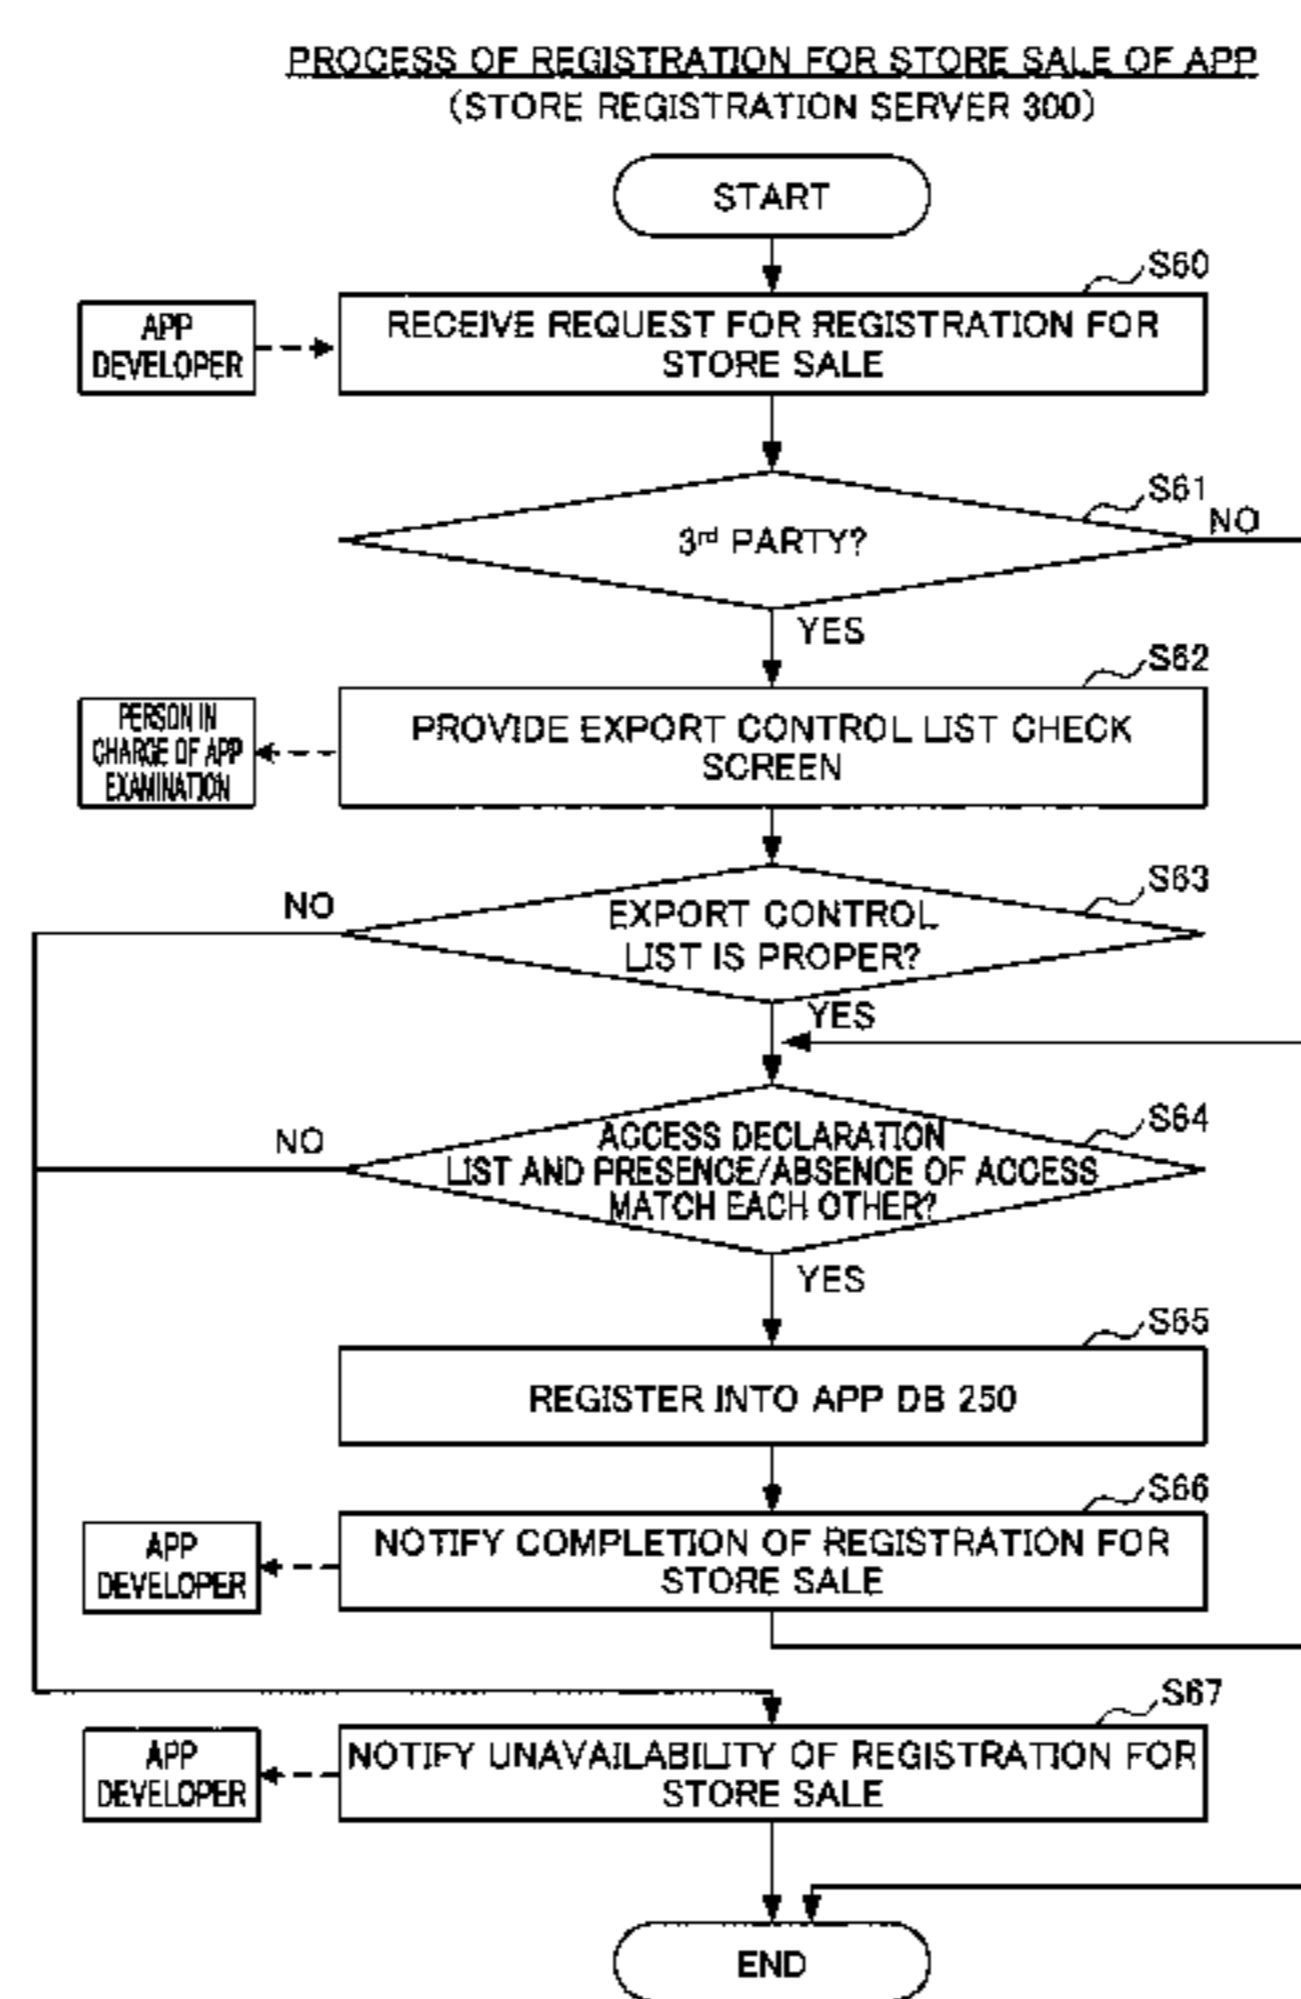 PROCESS OF REGISTRATION FOR STORE SALE OF APP
(STORE REGISTRATION SERVER 300)
START
S60
APP
DEVELOPER
RECEIVE REQUEST FOR REGISTRATION FOR
STORE SALE
S61
3rd PARTY?
NO
YES
S62
PERSON IN
CHARGE OF APP
EXAMINATION
PROVIDE EXPORT CONTROL LIST CHECK
SCREEN
S63
NO
EXPORT CONTROL
LIST IS PROPER?
YES
S64
NO
ACCESS DECLARATION
LIST AND PRESENCE/ABSENCE OF ACCESS
MATCH EACH OTHER?
YES
S65
REGISTER INTO APP DB 250
S66
APP
DEVELOPER
NOTIFY COMPLETION OF REGISTRATION FOR
STORE SALE
S67
APP
DEVELOPER
NOTIFY UNAVAILABILITY OF REGISTRATION FOR
STORE SALE
END